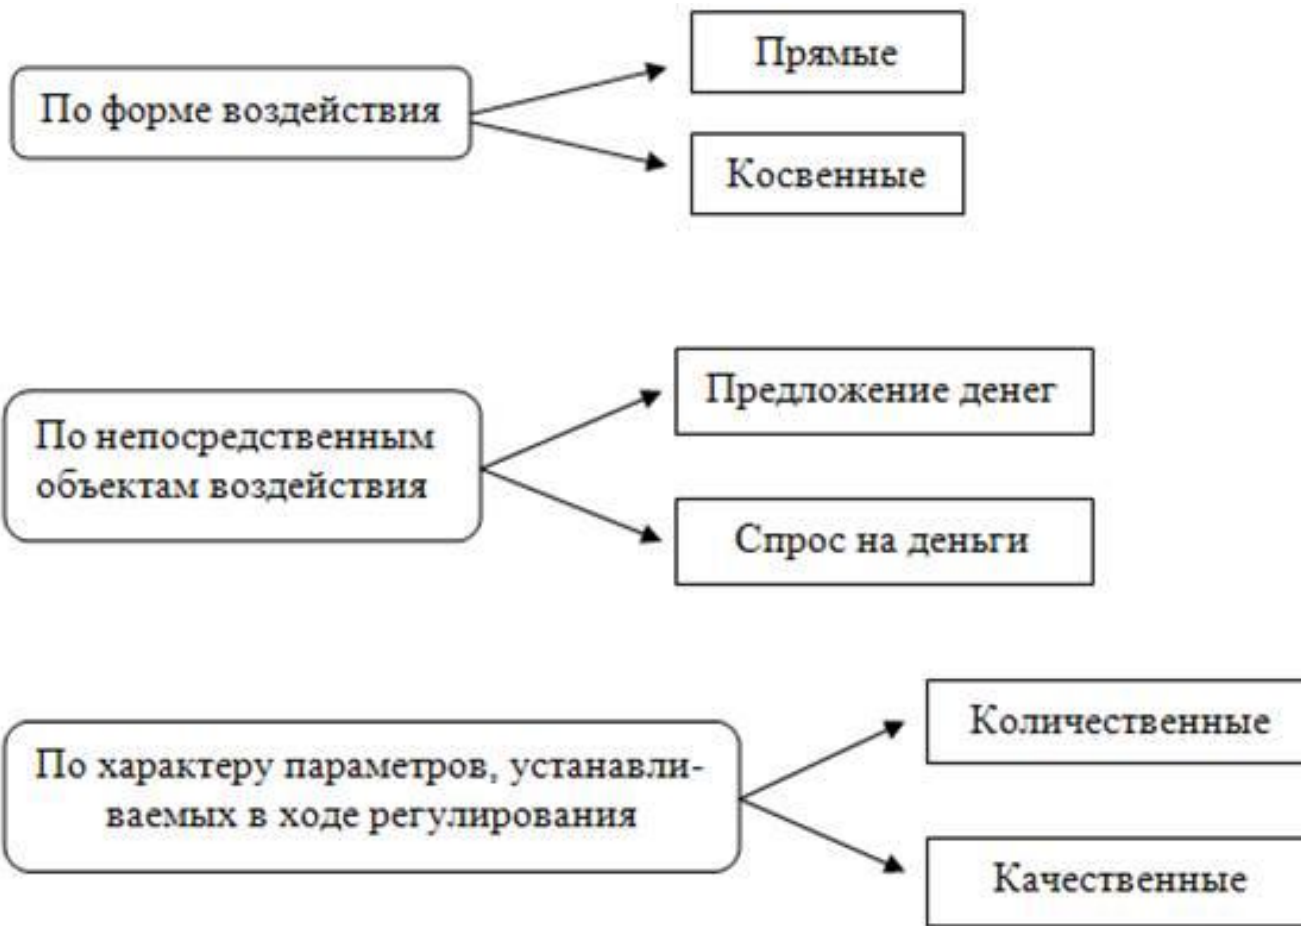 По форме воздействия
Прямые
Косвенные
По непосредственным
объектам воздействия
Предложение денег
Спрос на деньги
По характеру параметров, устанавли-
ваемых в ходе регулирования
Количественные
Качественные